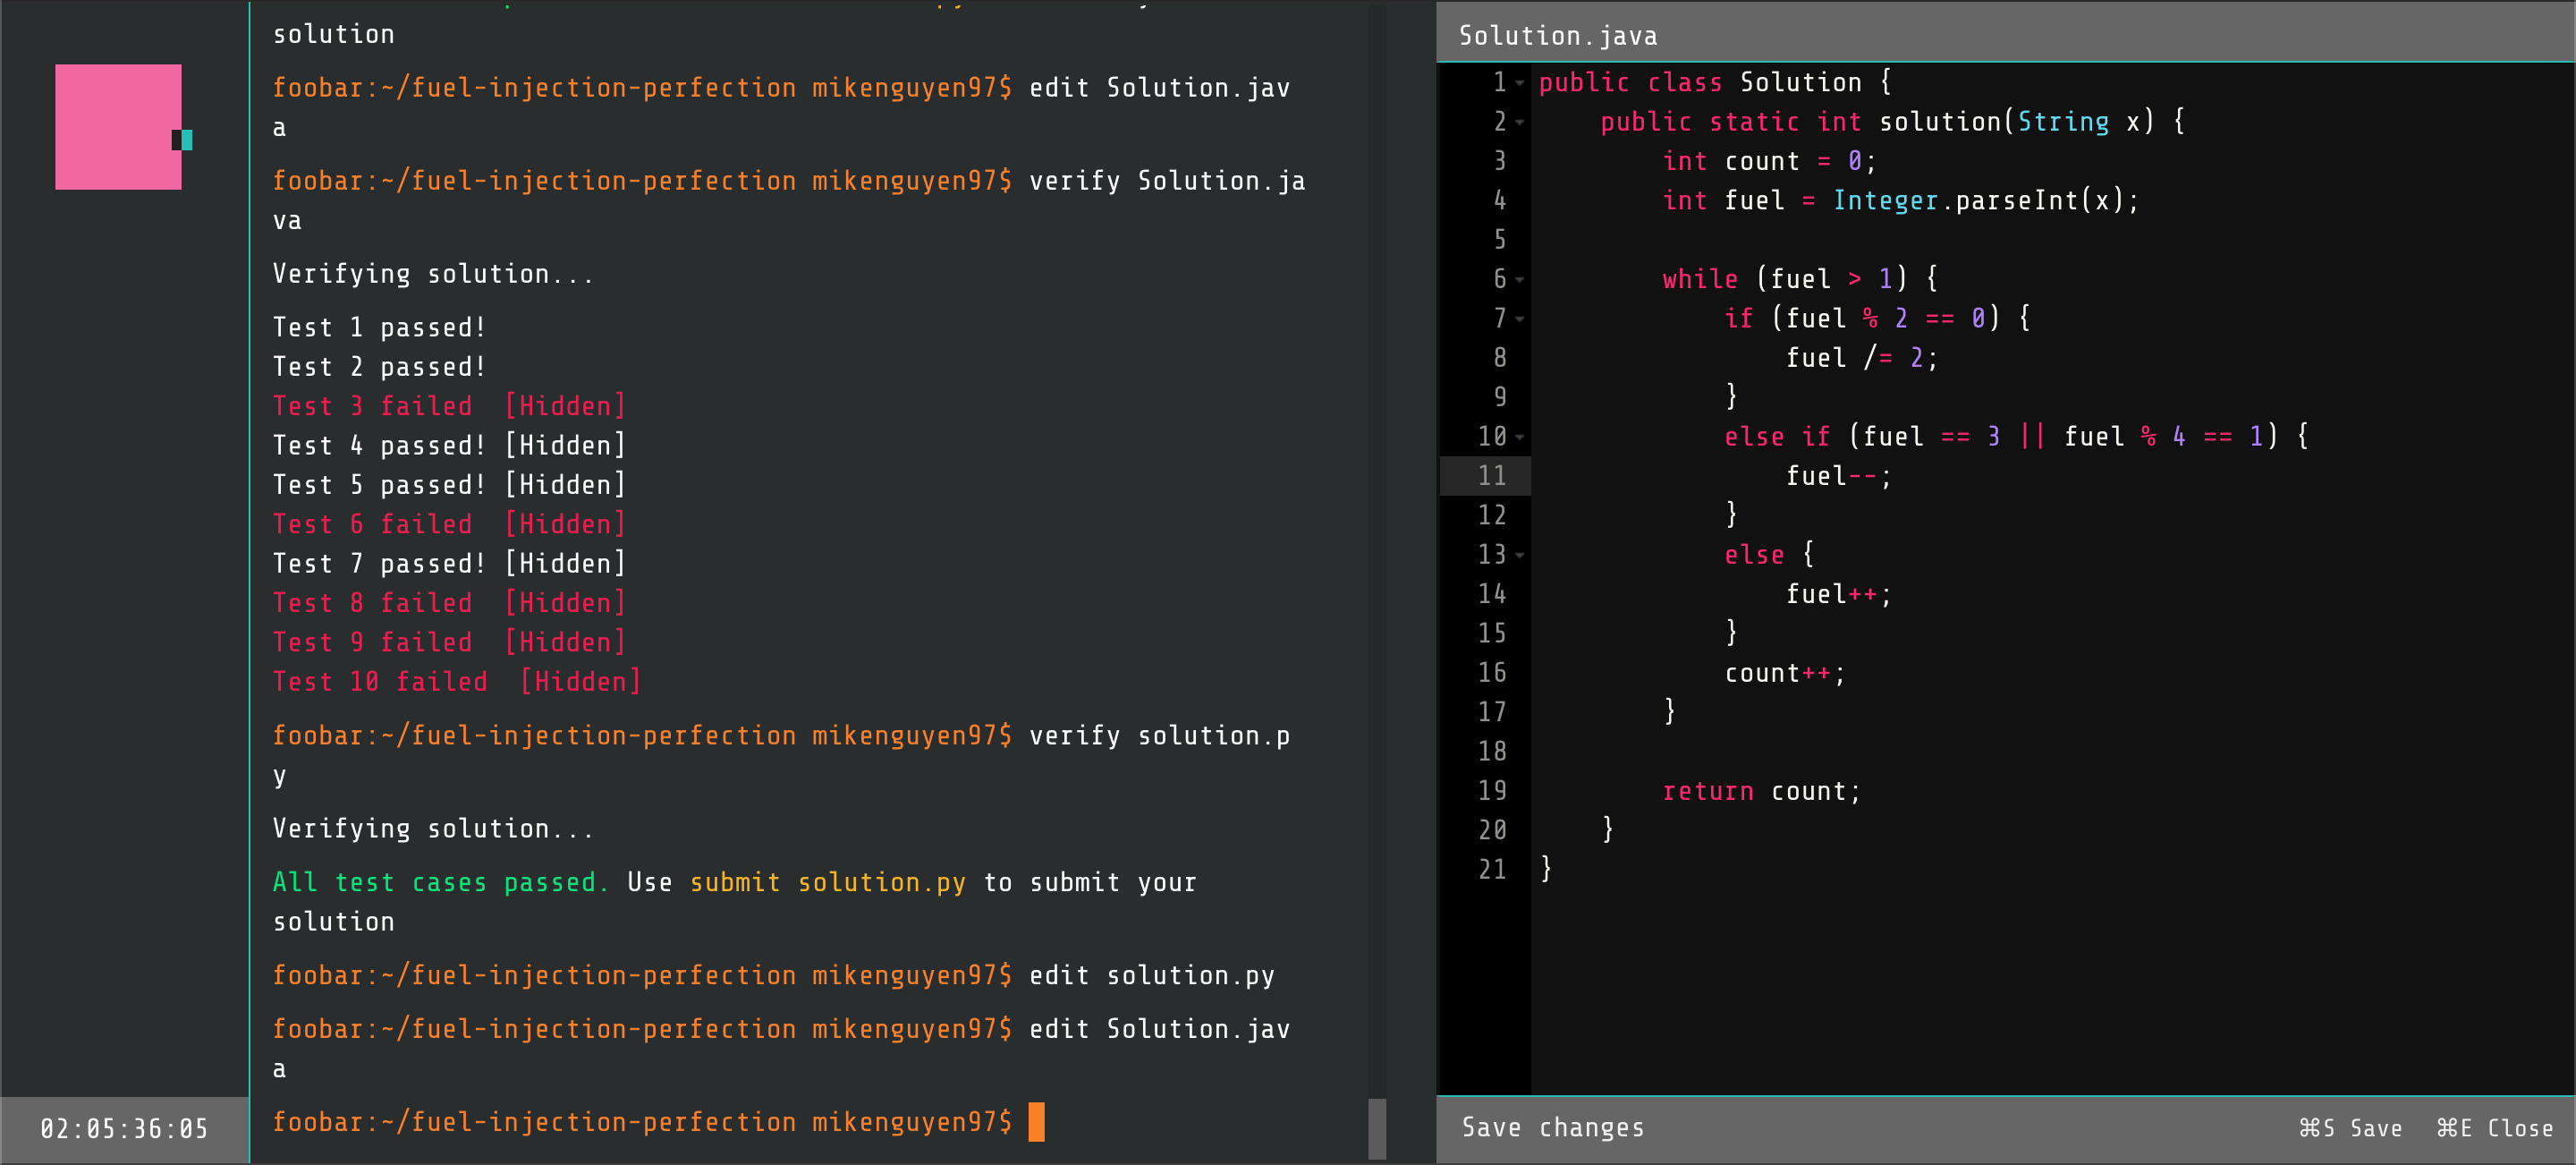 solution
foobar:~/fuel-injection-perfection mikenguyen97$ edit Solution.jav
a
foobar:~/fuel-injection-perfection mikenguyen97$ verify Solution.ja
va
Verifying solution...
Test 1 passed!
Test 2 passed!
Test 3 failed  [Hidden]
Test 4 passed! [Hidden]
Test 5 passed! [Hidden]
Test 6 failed  [Hidden]
Test 7 passed! [Hidden]
Test 8 failed  [Hidden]
Test 9 failed  [Hidden]
Test 10 failed  [Hidden]
foobar:~/fuel-injection-perfection mikenguyen97$ verify solution.p
y
Verifying solution...
All test cases passed. Use submit solution.py to submit your
solution
foobar:~/fuel-injection-perfection mikenguyen97$ edit solution.py
foobar:~/fuel-injection-perfection mikenguyen97$ edit Solution.jav
a
foobar:~/fuel-injection-perfection mikenguyen97$
02:05:36:05
Solution.java
1 public class Solution {
2     public static int solution(String x) {
3         int count = 0;
4         int fuel = Integer.parseInt(x);
5
6         while (fuel > 1) {
7             if (fuel % 2 == 0) {
8                 fuel /= 2;
9             }
10             else if (fuel == 3 || fuel % 4 == 1) {
11                 fuel--;
12             }
13             else {
14                 fuel++;
15             }
16             count++;
17         }
18
19         return count;
20     }
21 }
Save changes ⌘S Save ⌘E Close